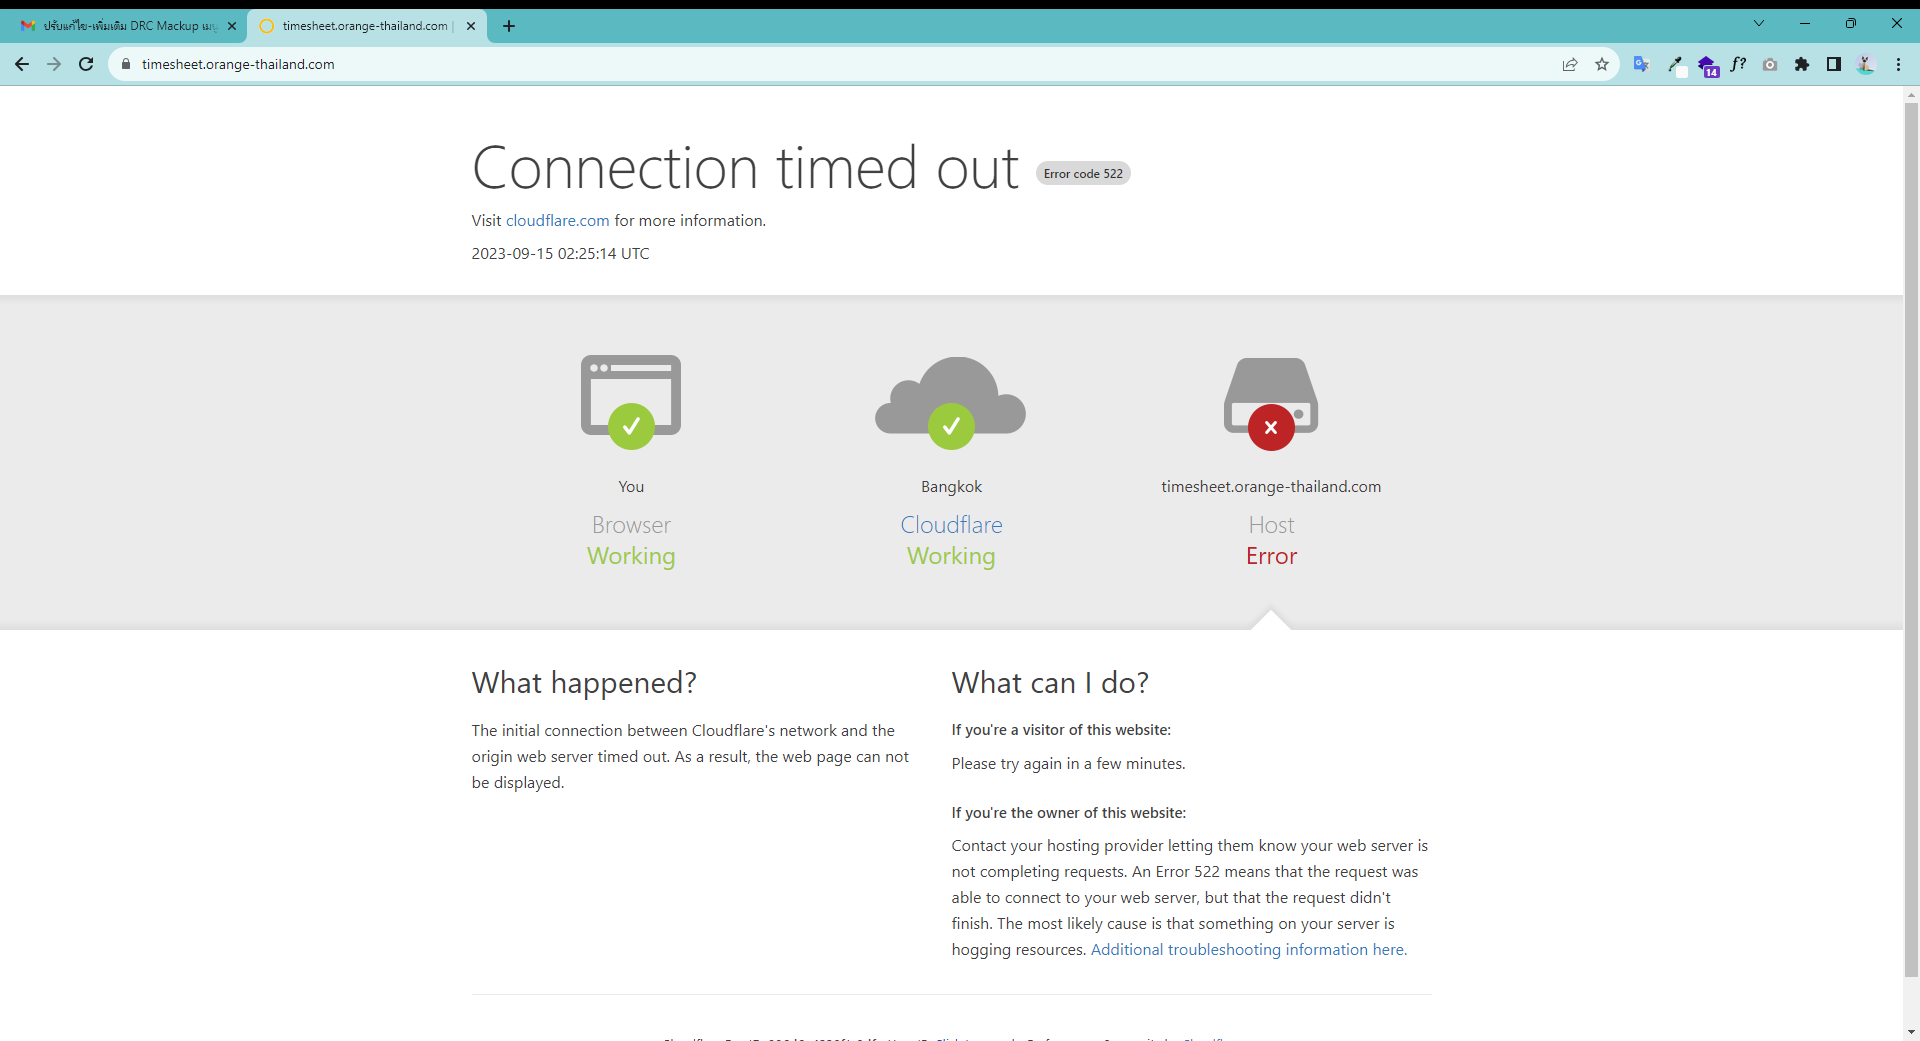 ปรับแก้ไข-เพิ่มเติม DRC Mackup เมนู
timesheet.orange-thailand.com |
timesheet.orange-thailand.com
14
f?
Connection timed out
Error code 522
Visit cloudflare.com for more information.
2023-09-15 02:25:14 UTC
You
Browser
Working
Bangkok
Cloudflare
Working
timesheet.orange-thailand.com
Host
Error
What happened?
The initial connection between Cloudflare's network and the
origin web server timed out. As a result, the web page can not
be displayed.
What can I do?
If you're a visitor of this website:
Please try again in a few minutes.
If you're the owner of this website:
Contact your hosting provider letting them know your web server is
not completing requests. An Error 522 means that the request was
able to connect to your web server, but that the request didn't
finish. The most likely cause is that something on your server is
hogging resources. Additional troubleshooting information here.